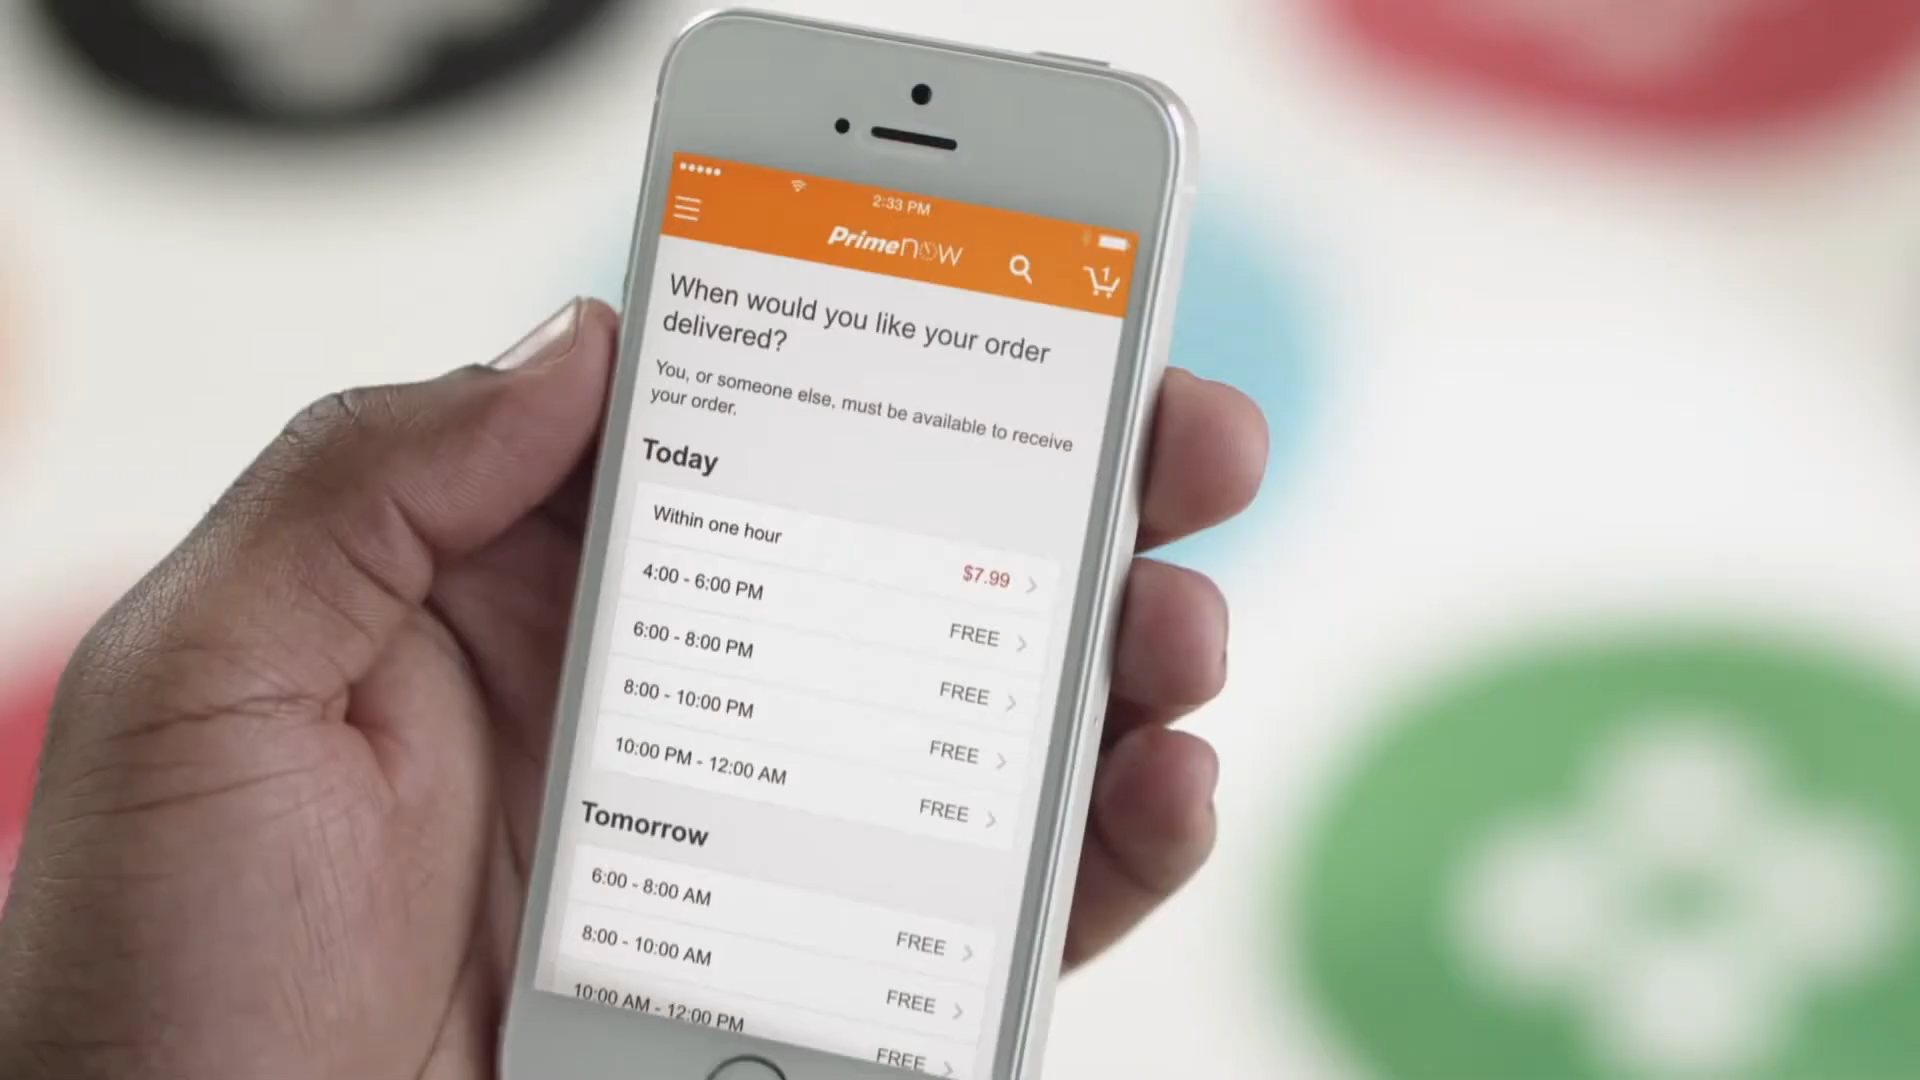 2:33 PM
Prime now
1
When would you like your order
delivered?
You, or someone else, must be available to receive
your order.
Today
Within one hour $7.99
4:00 - 6:00 PM FREE
6:00 - 8:00 PM FREE
8:00 - 10:00 PM FREE
10:00 PM - 12:00 AM FREE
Tomorrow
6:00 - 8:00 AM FREE
8:00 - 10:00 AM FREE
10:00 AM - 12:00 PM FREE